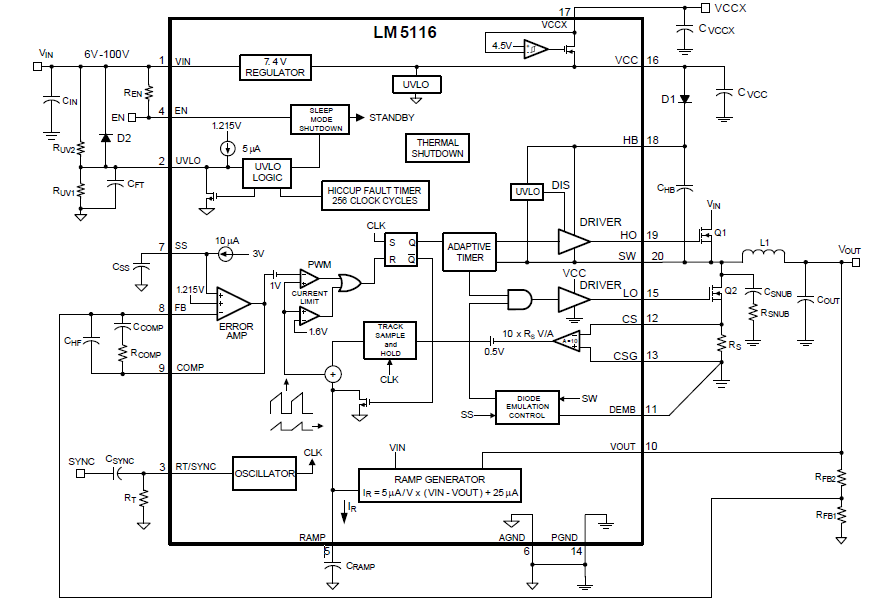 17
VCCX
VCCX
CVCCX
LM5116
4.5V
VIN
6V-100V
1
VIN
7.4 V
REGULATOR
VCC
16
UVLO
REN
CIN
EN
4
EN
SLEEP
MODE
SHUTDOWN
STANDBY
D1
CVCC
D2
1.215V
5 µA
THERMAL
SHUTDOWN
HB
18
RUV2
2
UVLO
UVLO
LOGIC
RUV1
CFT
HICCUP FAULT TIMER
256 CLOCK CYCLES
UVLO
DIS
CHB
VIN
DRIVER
CLK
7
SS
10 µA
3V
S
Q
R
Q
ADAPTIVE
TIMER
HO
19
Q1
SW
20
L1
VOUT
CSS
PWM
1V
CURRENT
LIMIT
1.6V
VCC
DRIVER
LO
15
Q2
CSNUB
RSNUB
COUT
1.215V
8
FB
ERROR
AMP
CHF
CCOMP
RCOMP
TRACK
SAMPLE
and
HOLD
CLK
10 x RS V/A
0.5V
A=10
CS
12
RS
CSG
13
9
COMP
+
DIODE
EMULATION
CONTROL
SW
SS
DEMB
11
VIN
VOUT
10
SYNC
CSYNC
3
RT/SYNC
OSCILLATOR
CLK
RT
RAMP GENERATOR
IR = 5 µA/V x (VIN - VOUT) + 25 µA
IR
RFB2
RFB1
RAMP
5
CRAMP
AGND
6
PGND
14